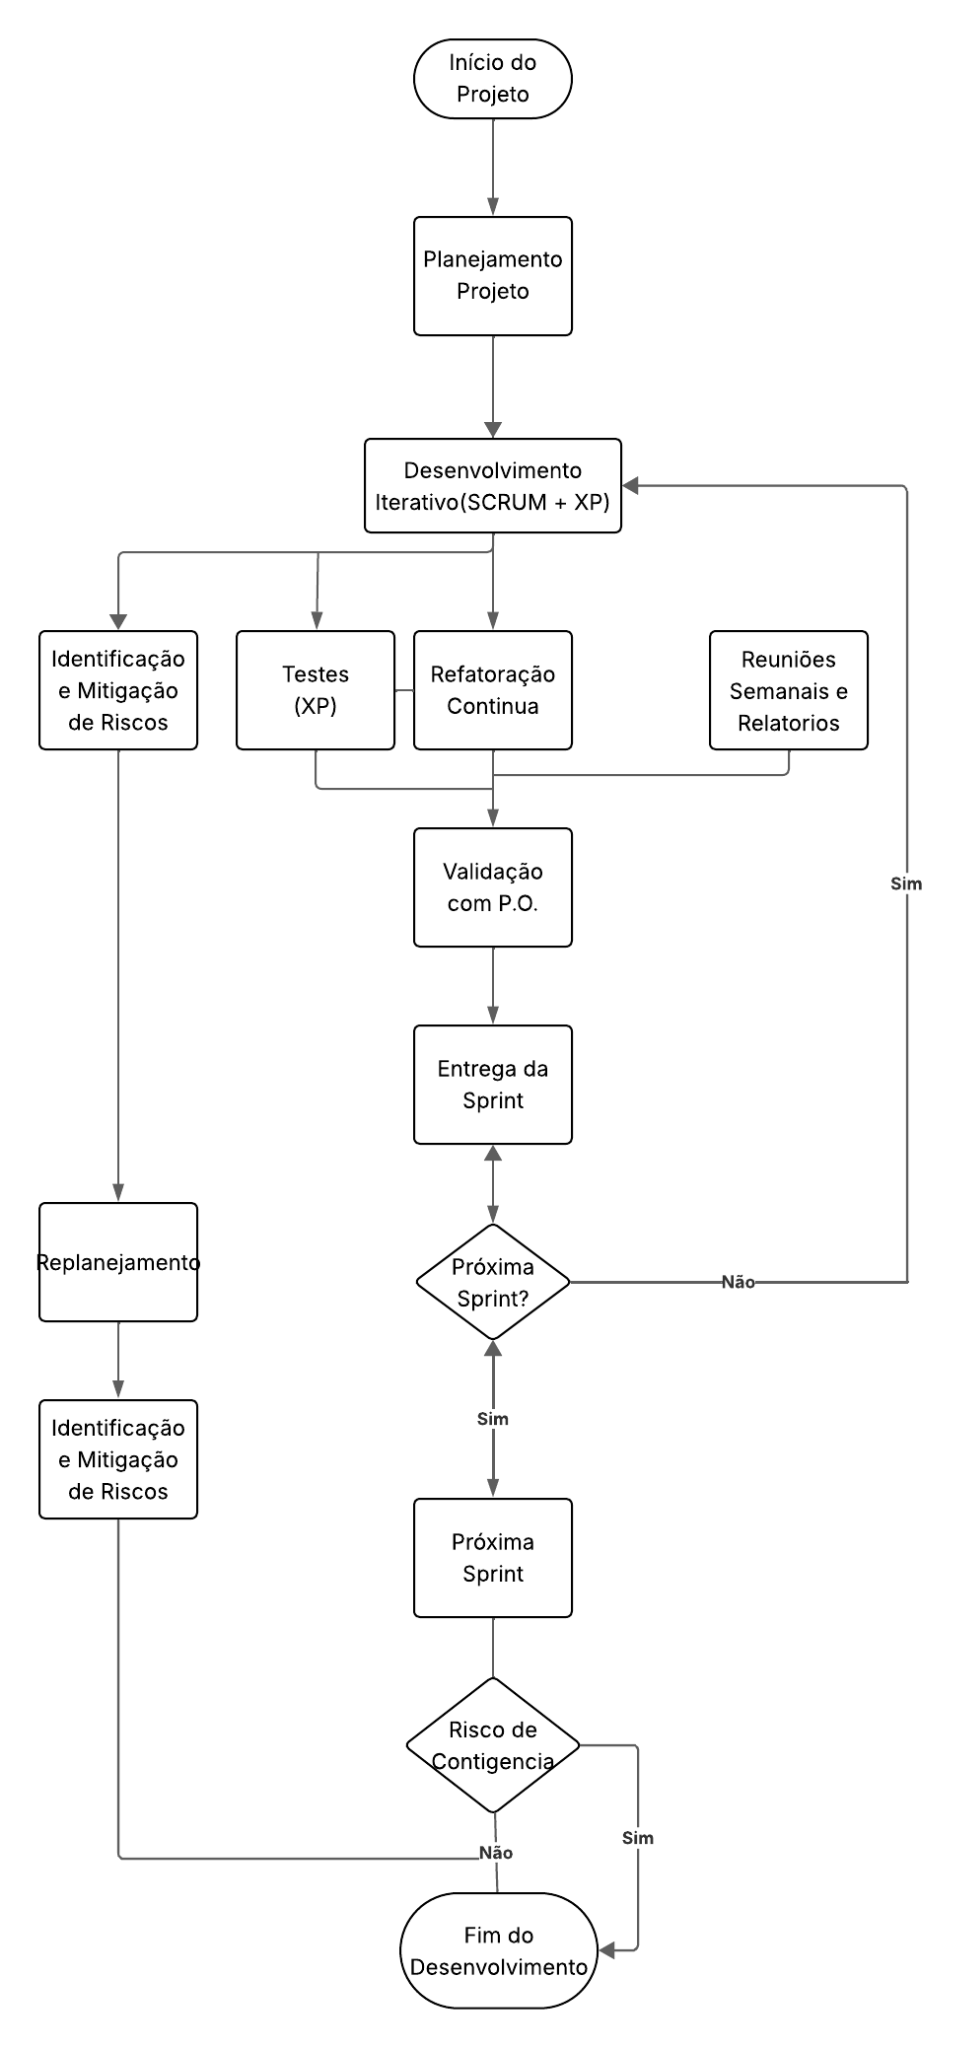 Início do
Projeto
Planejamento
Projeto
Desenvolvimento
Iterativo(SCRUM + XP)
Identificação
e Mitigação
de Riscos
Testes
(XP)
Refatoração
Continua
Reuniões
Semanais e
Relatorios
Validação
com P.O.
Sim
Entrega da
Sprint
Replanejamento
Próxima
Sprint?
Não
Sim
Identificação
e Mitigação
de Riscos
Próxima
Sprint
Risco de
Contigencia
Sim
Não
Fim do
Desenvolvimento